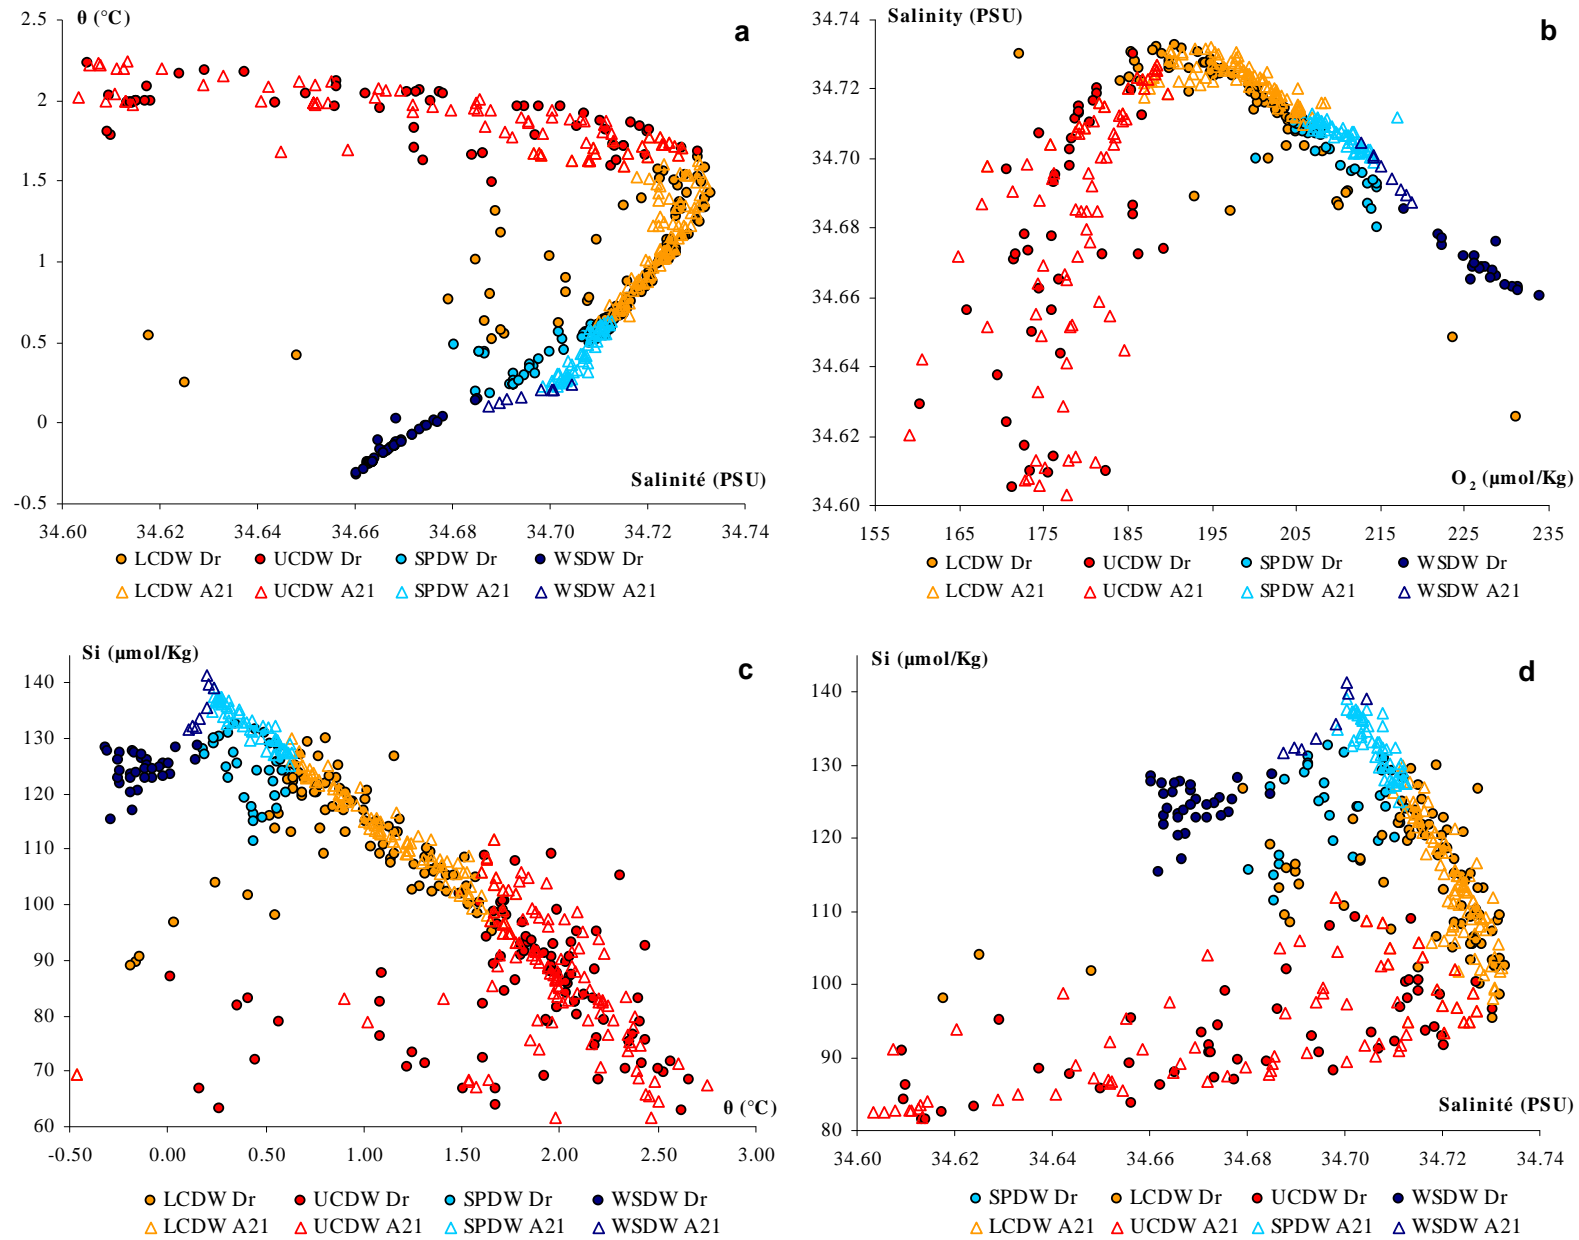 θ (°C)
a
2.5
2
1.5
1
0.5
0
-0.5
Salinité (PSU)
34.60 34.62 34.64 34.66 34.68 34.70 34.72 34.74
LCDW Dr UCDW Dr SPDW Dr WSDW Dr
LCDW A21 UCDW A21 SPDW A21 WSDW A21
Salinity (PSU)
b
34.74
34.72
34.70
34.68
34.66
34.64
34.62
34.60
O2 (µmol/Kg)
155 165 175 185 195 205 215 225 235
LCDW Dr UCDW Dr SPDW Dr WSDW Dr
LCDW A21 UCDW A21 SPDW A21 WSDW A21
Si (µmol/Kg)
c
140
130
120
110
100
90
80
70
60
θ (°C)
-0.50 0.00 0.50 1.00 1.50 2.00 2.50 3.00
LCDW Dr UCDW Dr SPDW Dr WSDW Dr
LCDW A21 UCDW A21 SPDW A21 WSDW A21
Si (µmol/Kg)
d
140
130
120
110
100
90
80
Salinité (PSU)
34.60 34.62 34.64 34.66 34.68 34.70 34.72 34.74
SPDW Dr LCDW Dr UCDW Dr WSDW Dr
LCDW A21 UCDW A21 SPDW A21 WSDW A21